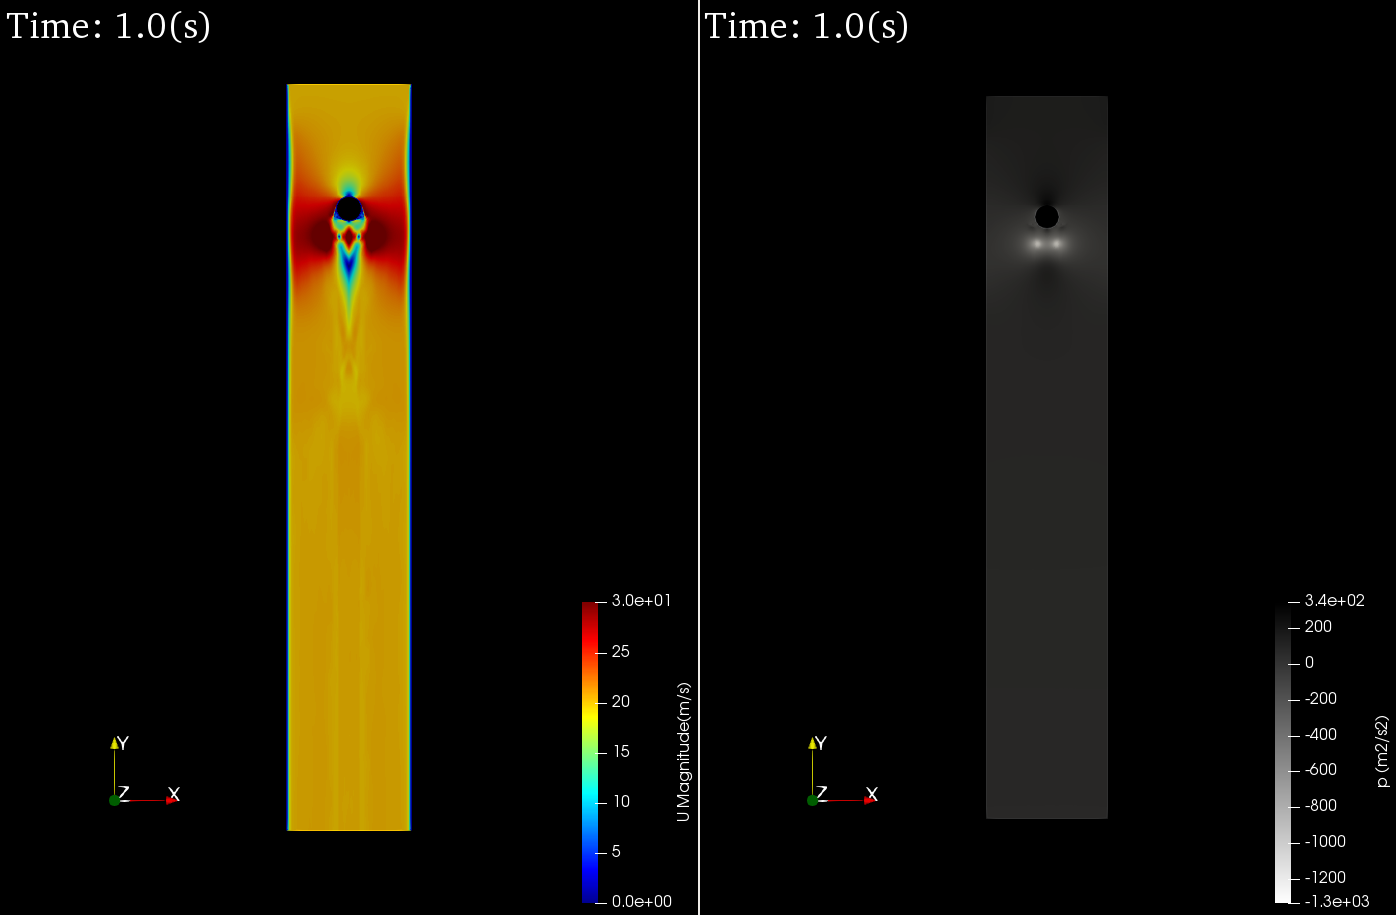 Time: 1.0(s)
3.0e+01
25
20
15
10
5
0.0e+00
U Magnitude(m/s)
Y
Z
X
Time: 1.0(s)
3.4e+02
200
0
-200
-400
-600
-800
-1000
-1200
-1.3e+03
p (m2/s2)
Y
Z
X